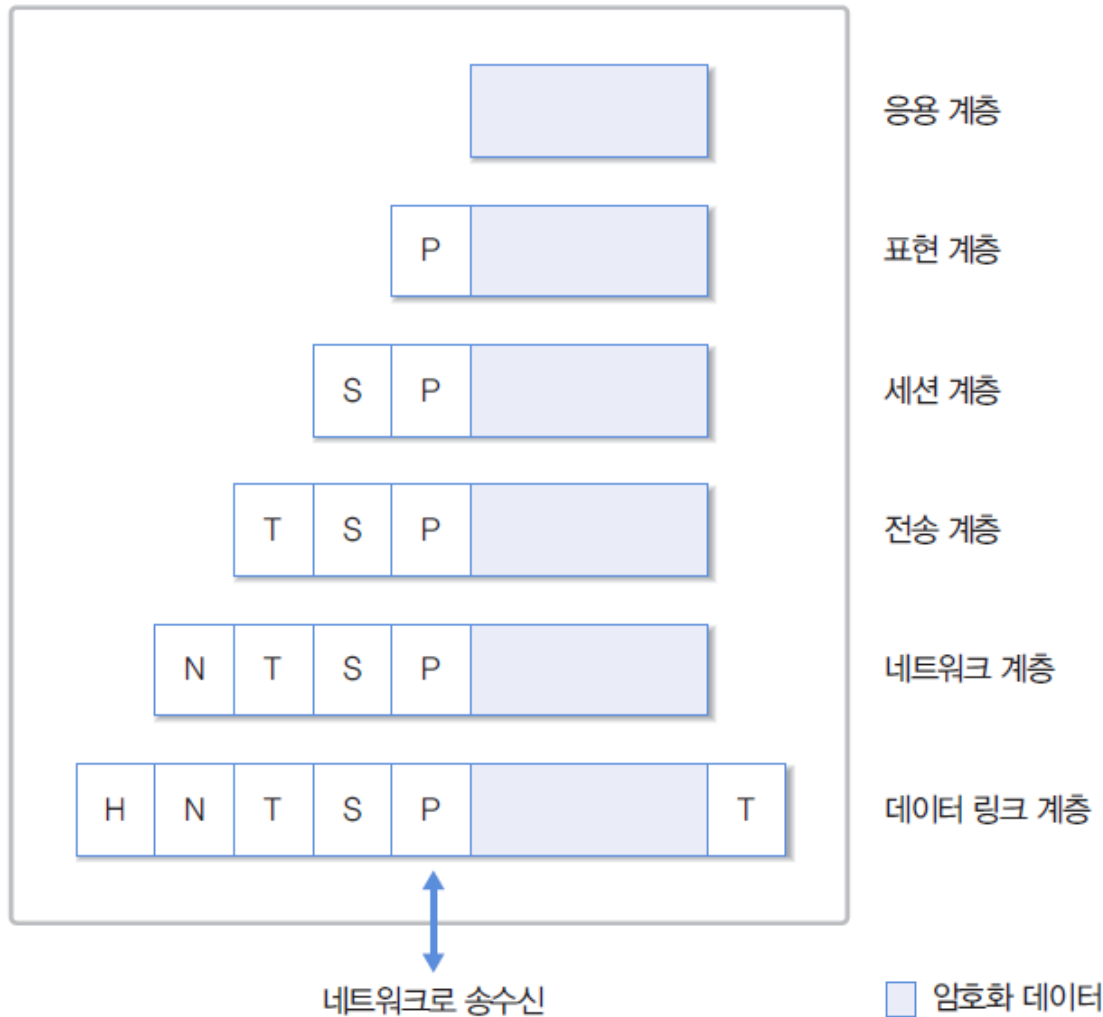 응용 계층
P
표현 계층
S P
세션 계층
T S P
전송 계층
N T S P
네트워크 계층
H N T S P T
데이터 링크 계층
네트워크로 송수신
암호화 데이터